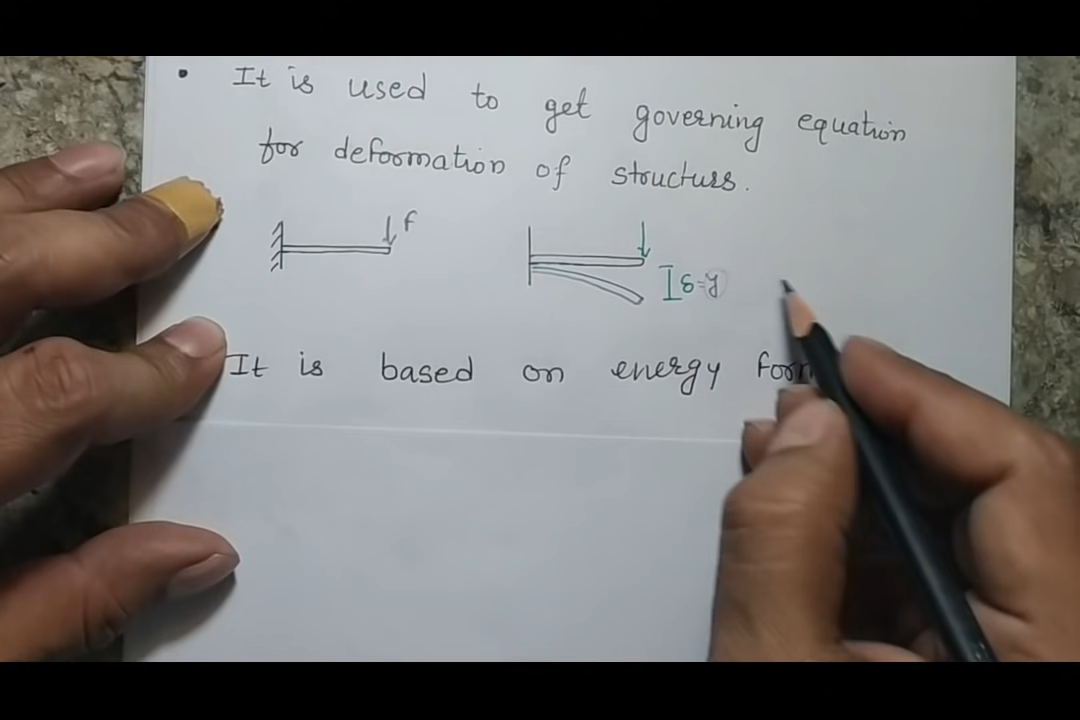 • It is used to get governing equation
for deformation of structurs.
F
δ=y
It is based on energy